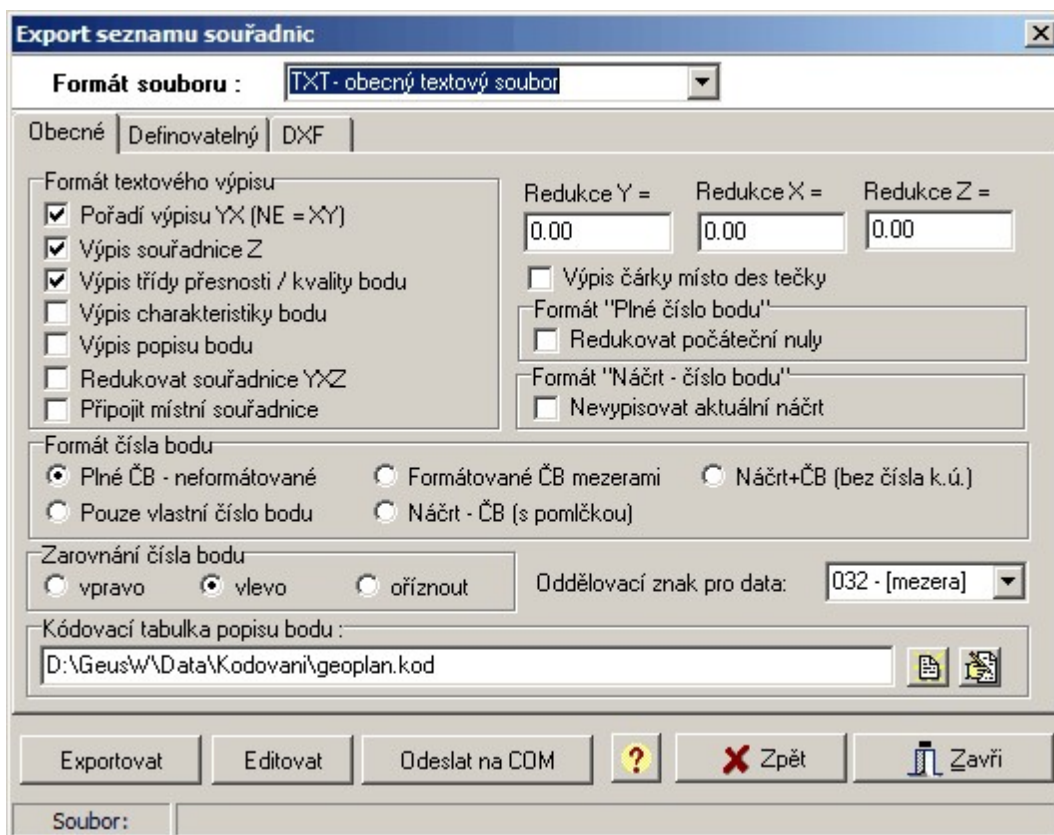 Export seznamu souřadnic
Formát souboru : TXT- obecný textový soubor
Obecné Definovatelný DXF
Formát textového výpisu
Pořadí výpisu YX (NE = XY)
Výpis souřadnice Z
Výpis třídy přesnosti / kvality bodu
Výpis charakteristiky bodu
Výpis popisu bodu
Redukovat souřadnice YXZ
Připojit místní souřadnice
Redukce Y = Redukce X = Redukce Z =
0.00 0.00 0.00
Výpis čárky místo des tečky
Formát "Plné číslo bodu"
Redukovat počáteční nuly
Formát "Náčrt - číslo bodu"
Nevypisovat aktuální náčrt
Formát čísla bodu
Plné ČB - neformátované Formátované ČB mezerami Náčrt+ČB (bez čísla k.ú.)
Pouze vlastní číslo bodu Náčrt - ČB (s pomlčkou)
Zarovnání čísla bodu
vpravo vlevo oříznout
Oddělovací znak pro data: 032 - [mezera]
Kódovací tabulka popisu bodu :
D:\GeusW\Data\Kodovani\geoplan.kod
Exportovat Editovat Odeslat na COM ? Zpět Zavři
Soubor: